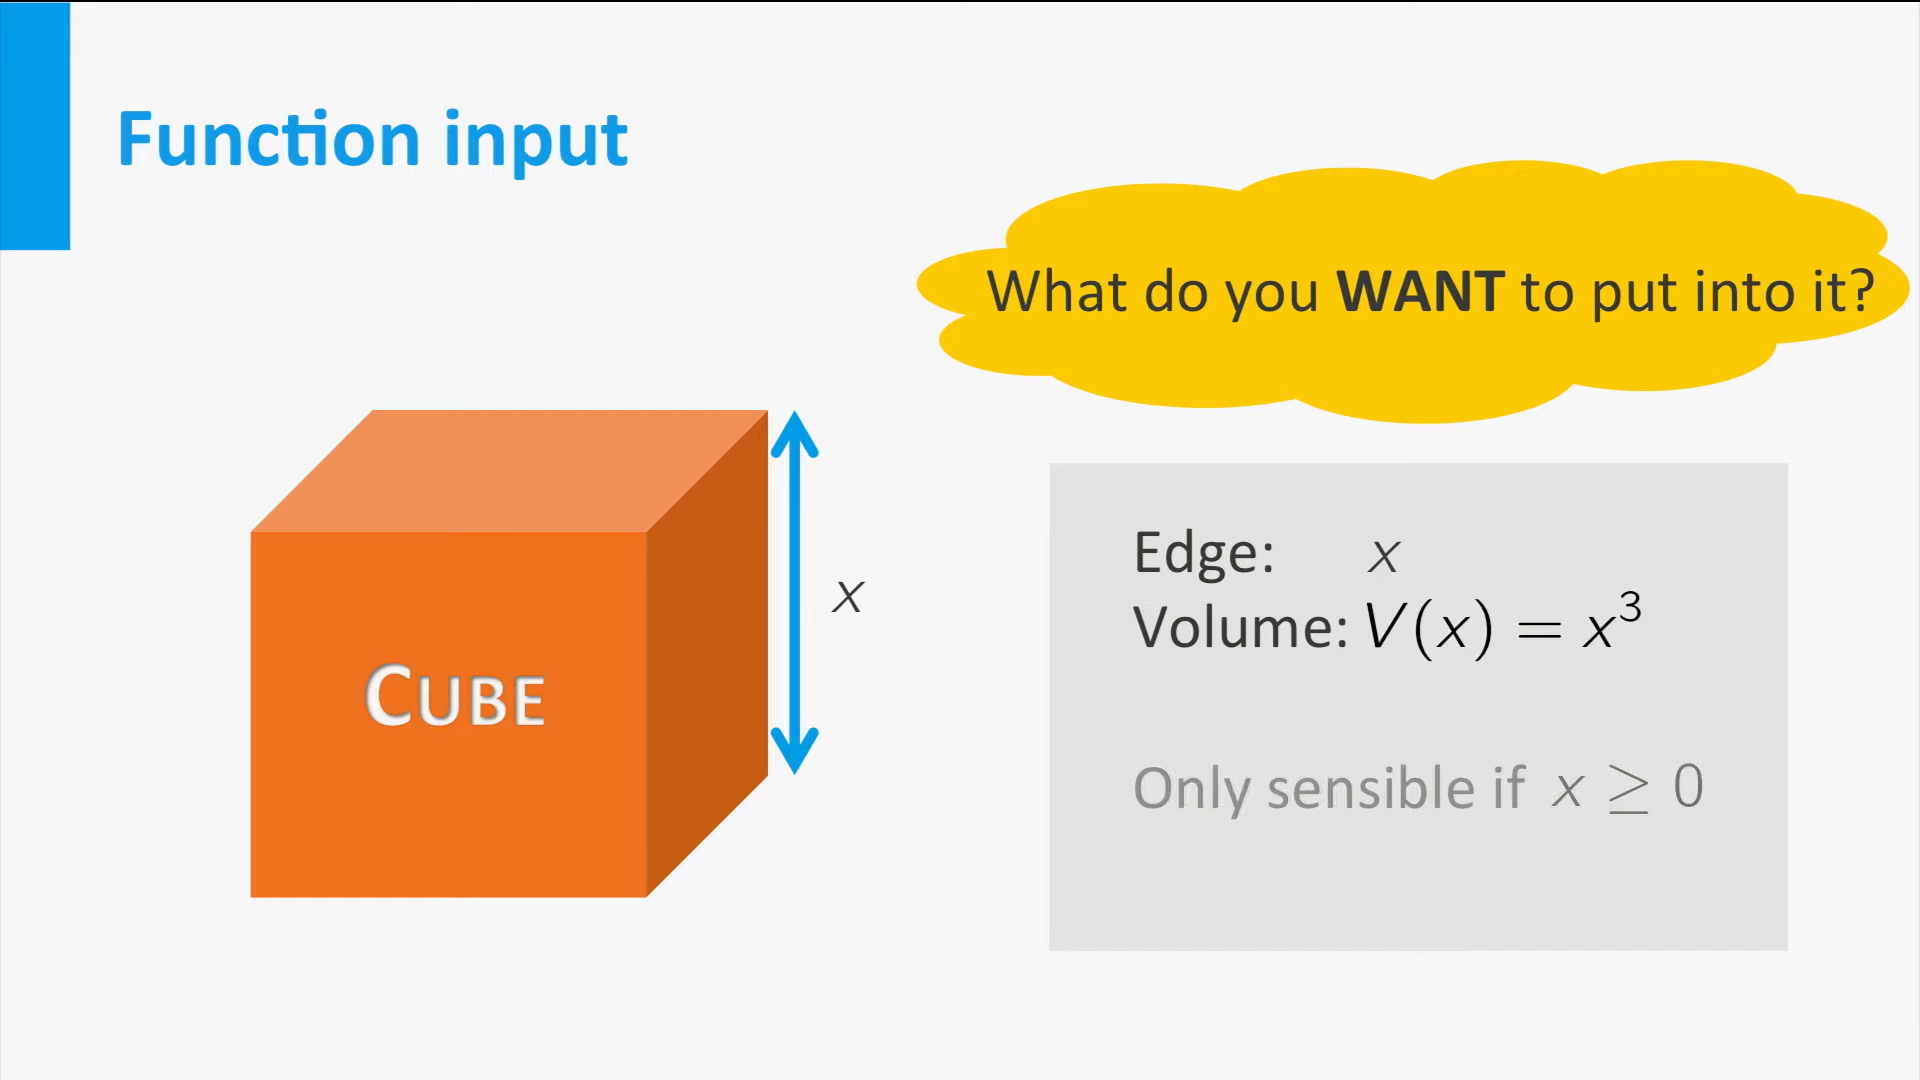 Function input
What do you WANT to put into it?
CUBE
x
Edge: x
Volume: V(x) = x³
Only sensible if x ≥ 0